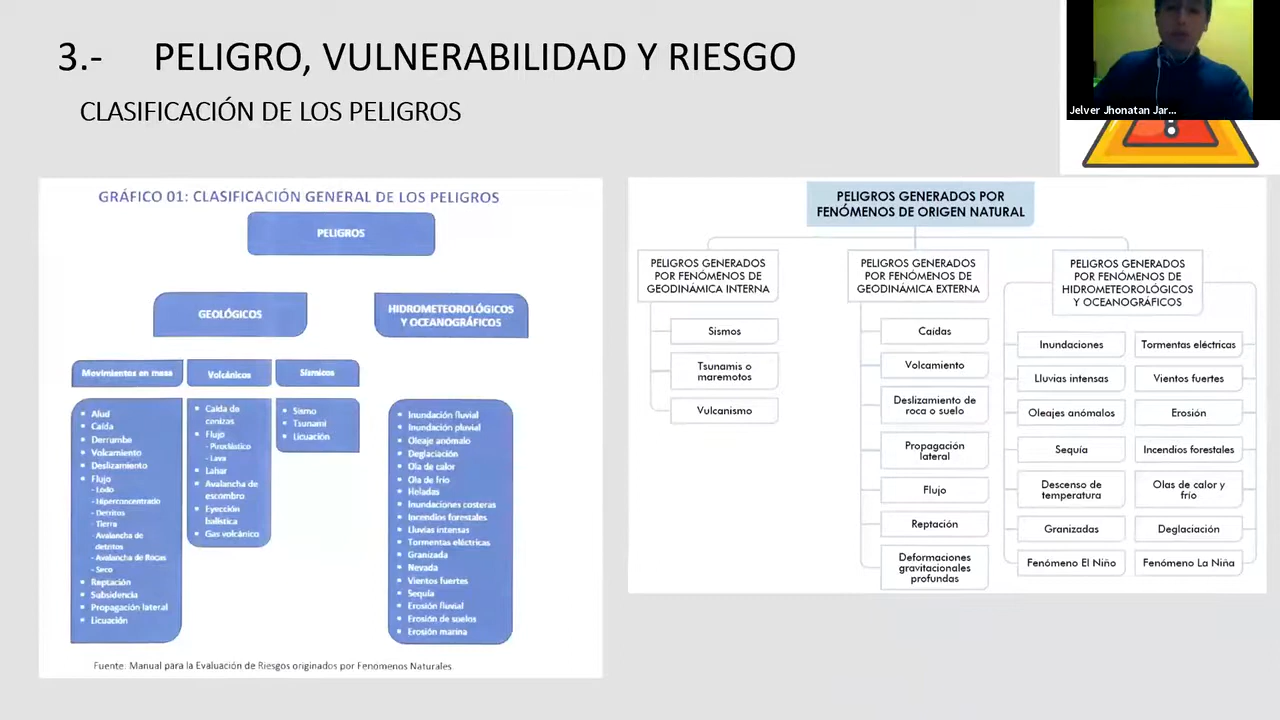 3.- PELIGRO, VULNERABILIDAD Y RIESGO
CLASIFICACIÓN DE LOS PELIGROS
Jelver Jhonatan Jar...
GRÁFICO 01: CLASIFICACIÓN GENERAL DE LOS PELIGROS
PELIGROS
GEOLÓGICOS
HIDROMETEOROLÓGICOS
Y OCEANOGRÁFICOS
Movimientos en masa
Volcánicos
Sísmicos
• Alud
• Caída
• Derrumbe
• Volcamiento
• Deslizamiento
• Flujo
- Lodo
- Hiperconcentrado
- Detritos
- Tierra
- Avalancha de
detritos
- Avalancha de Rocas
- Seco
• Reptación
• Subsidencia
• Propagación lateral
• Licuación
• Caída de
cenizas
• Flujo
- Piroclástico
- Lava
• Lahar
• Avalancha de
escombro
• Eyección
balística
• Gas volcánico
• Sismo
• Tsunami
• Licuación
• Inundación fluvial
• Inundación pluvial
• Oleaje anómalo
• Deglaciación
• Ola de calor
• Ola de frío
• Heladas
• Inundaciones costeras
• Incendios forestales
• Lluvias intensas
• Tormentas eléctricas
• Granizada
• Nevada
• Vientos fuertes
• Sequía
• Erosión fluvial
• Erosión de suelos
• Erosión marina
Fuente: Manual para la Evaluación de Riesgos originados por Fenomenos Naturales.
PELIGROS GENERADOS POR
FENÓMENOS DE ORIGEN NATURAL
PELIGROS GENERADOS
POR FENÓMENOS DE
GEODINÁMICA INTERNA
Sismos
Tsunamis o
maremotos
Vulcanismo
PELIGROS GENERADOS
POR FENÓMENOS DE
GEODINÁMICA EXTERNA
Caídas
Volcamiento
Deslizamiento de
roca o suelo
Propagación
lateral
Flujo
Reptación
Deformaciones
gravitacionales
profundas
PELIGROS GENERADOS
POR FENÓMENOS DE
HIDROMETEOROLÓGICOS
Y OCEANOGRÁFICOS
Inundaciones
Tormentas eléctricas
Lluvias intensas
Vientos fuertes
Oleajes anómalos
Erosión
Sequía
Incendios forestales
Descenso de
temperatura
Olas de calor y
frío
Granizadas
Deglaciación
Fenómeno El Niño
Fenómeno La Niña